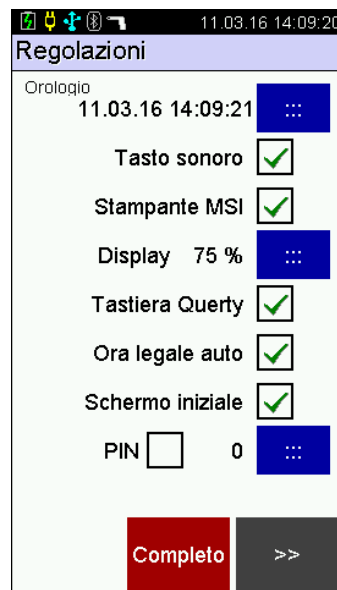 11.03.16 14:09:20
Regolazioni
Orologio
11.03.16 14:09:21 :::
Tasto sonoro
Stampante MSI
Display 75 % :::
Tastiera Querty
Ora legale auto
Schermo iniziale
PIN 0 :::
Completo >>